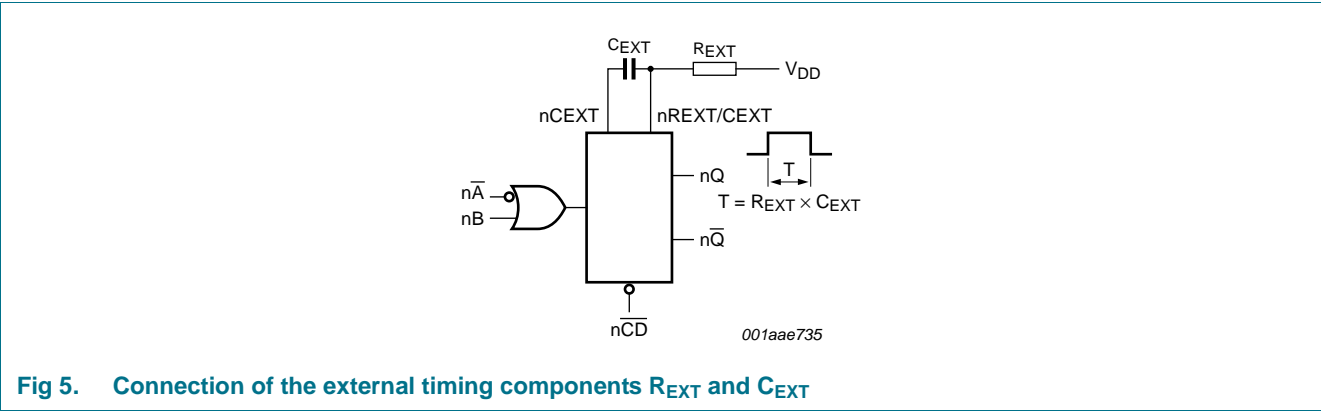 CEXT
REXT
VDD
nCEXT
nREXT/CEXT
nA̅
nB
nQ
T
T = REXT × CEXT
nQ̅
nC̅D̅
001aae735
Fig 5. Connection of the external timing components REXT and CEXT